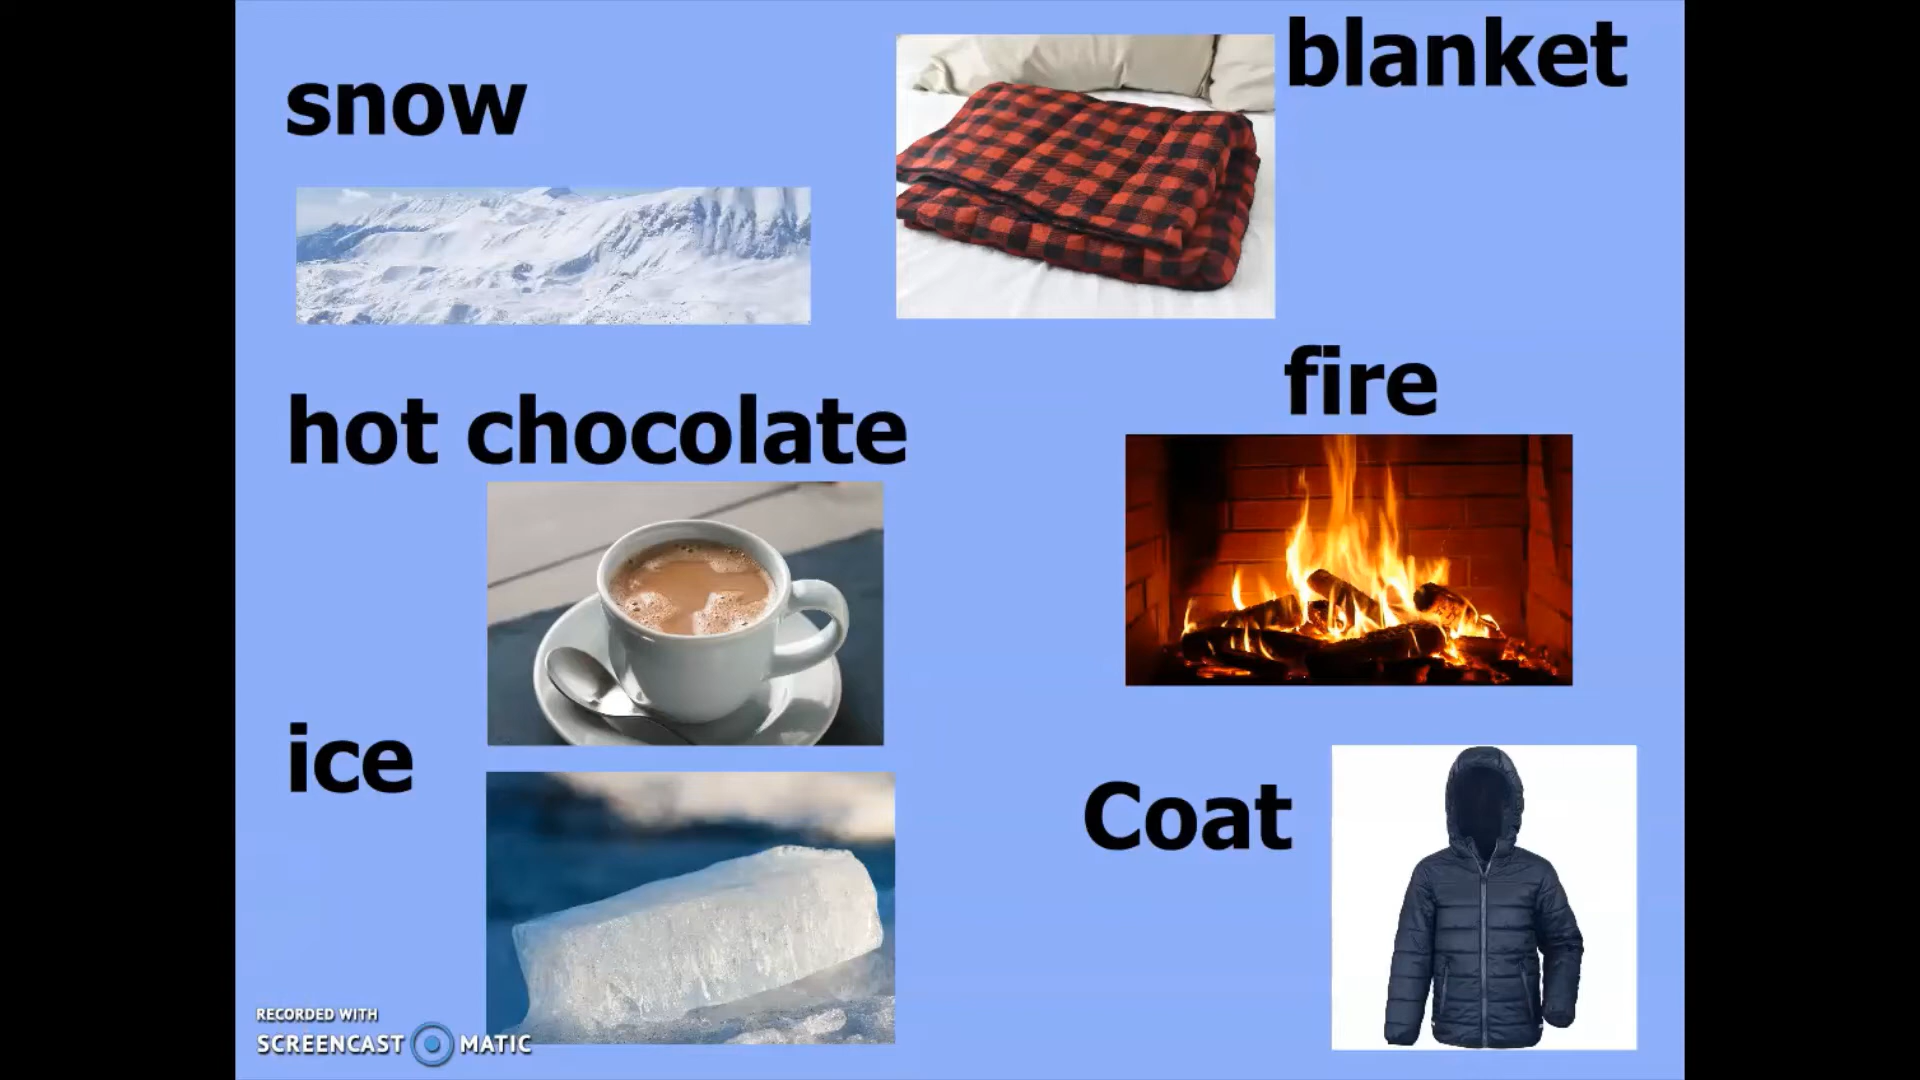 snow
blanket
hot chocolate
fire
ice
Coat
RECORDED WITH
SCREENCAST MATIC